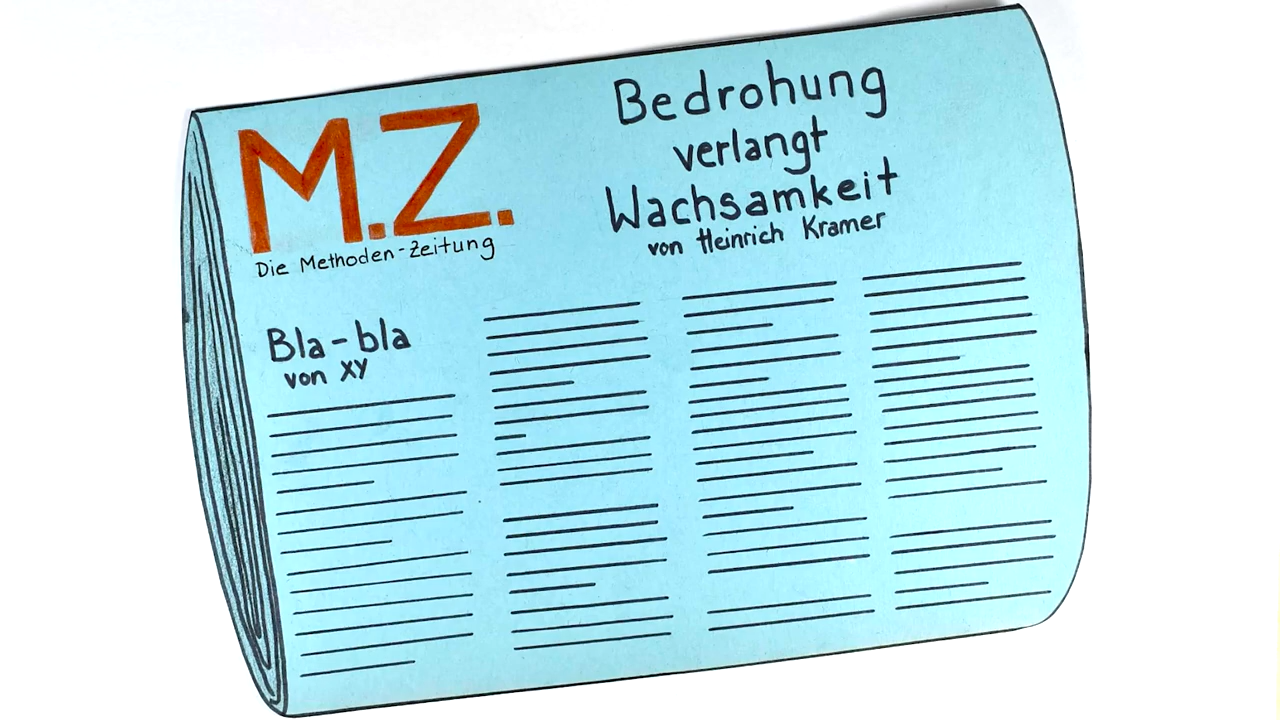 M.Z.
Die Methoden-Zeitung
Bedrohung
verlangt
Wachsamkeit
von Heinrich Kramer
Bla-bla
von XY